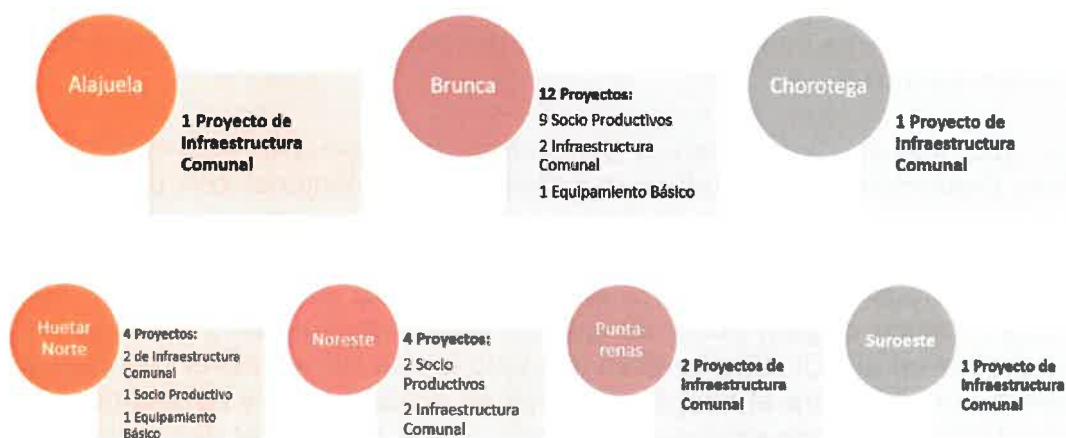 Alajuela
1 Proyecto de
Infraestructura
Comunal
Brunca
12 Proyectos:
9 Socio Productivos
2 Infraestructura
Comunal
1 Equipamiento Básico
Chorotega
1 Proyecto de
Infraestructura
Comunal
Huetar
Norte
4 Proyectos:
2 de Infraestructura
Comunal
1 Socio Productivo
1 Equipamiento
Básico
Noreste
4 Proyectos:
2 Socio
Productivos
2 Infraestructura
Comunal
Punta-
renas
2 Proyectos de
Infraestructura
Comunal
Suroeste
1 Proyecto de
Infraestructura
Comunal